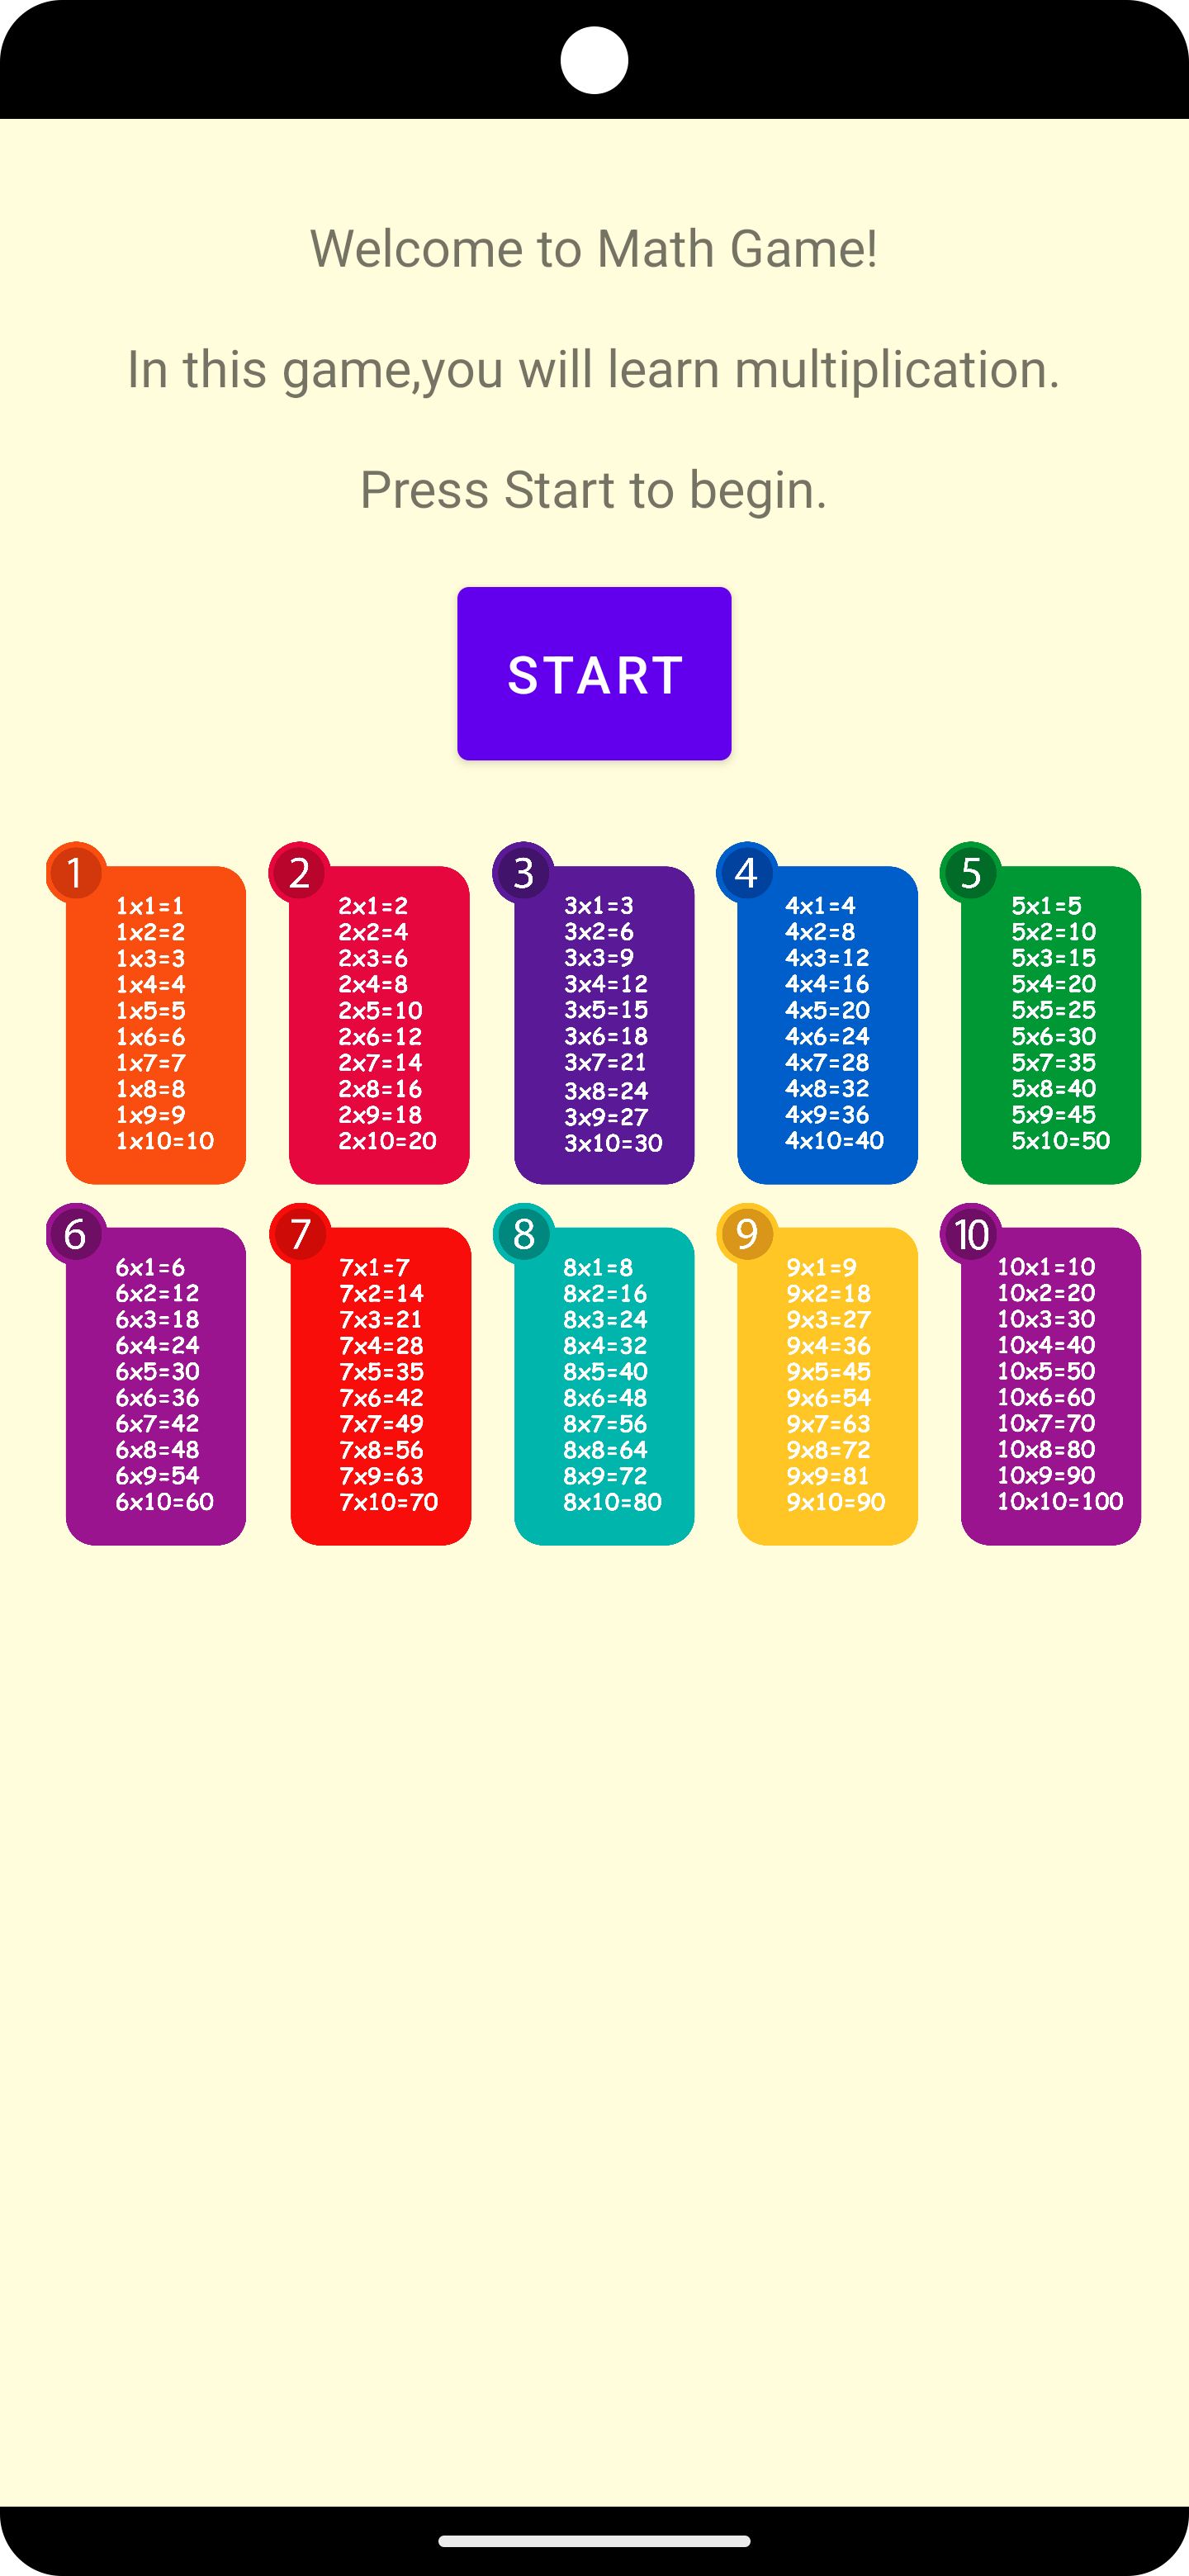 Welcome to Math Game!
In this game,you will learn multiplication.
Press Start to begin.
START
1
1x1=1
1x2=2
1x3=3
1x4=4
1x5=5
1x6=6
1x7=7
1x8=8
1x9=9
1x10=10
2
2x1=2
2x2=4
2x3=6
2x4=8
2x5=10
2x6=12
2x7=14
2x8=16
2x9=18
2x10=20
3
3x1=3
3x2=6
3x3=9
3x4=12
3x5=15
3x6=18
3x7=21
3x8=24
3x9=27
3x10=30
4
4x1=4
4x2=8
4x3=12
4x4=16
4x5=20
4x6=24
4x7=28
4x8=32
4x9=36
4x10=40
5
5x1=5
5x2=10
5x3=15
5x4=20
5x5=25
5x6=30
5x7=35
5x8=40
5x9=45
5x10=50
6
6x1=6
6x2=12
6x3=18
6x4=24
6x5=30
6x6=36
6x7=42
6x8=48
6x9=54
6x10=60
7
7x1=7
7x2=14
7x3=21
7x4=28
7x5=35
7x6=42
7x7=49
7x8=56
7x9=63
7x10=70
8
8x1=8
8x2=16
8x3=24
8x4=32
8x5=40
8x6=48
8x7=56
8x8=64
8x9=72
8x10=80
9
9x1=9
9x2=18
9x3=27
9x4=36
9x5=45
9x6=54
9x7=63
9x8=72
9x9=81
9x10=90
10
10x1=10
10x2=20
10x3=30
10x4=40
10x5=50
10x6=60
10x7=70
10x8=80
10x9=90
10x10=100